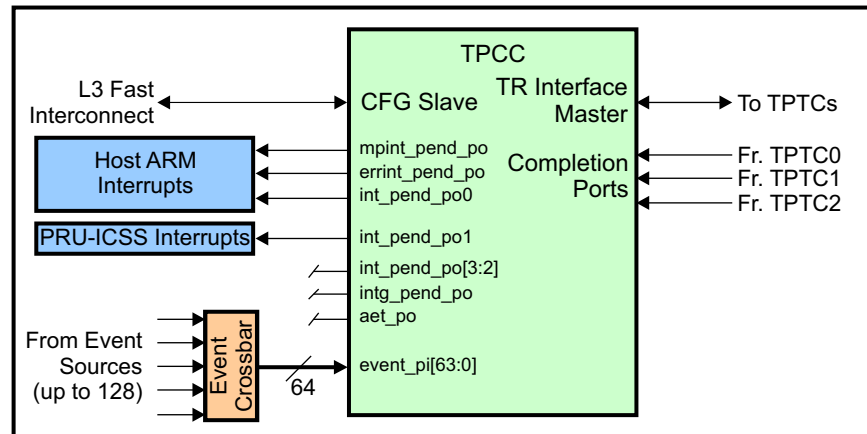 TPCC
L3 Fast
Interconnect
CFG Slave
TR Interface
Master
To TPTCs
Host ARM
Interrupts
mpint_pend_po
errint_pend_po
int_pend_po0
Completion
Ports
Fr. TPTC0
Fr. TPTC1
Fr. TPTC2
PRU-ICSS Interrupts
int_pend_po1
int_pend_po[3:2]
intg_pend_po
aet_po
From Event
Sources
(up to 128)
Event
Crossbar
64
event_pi[63:0]